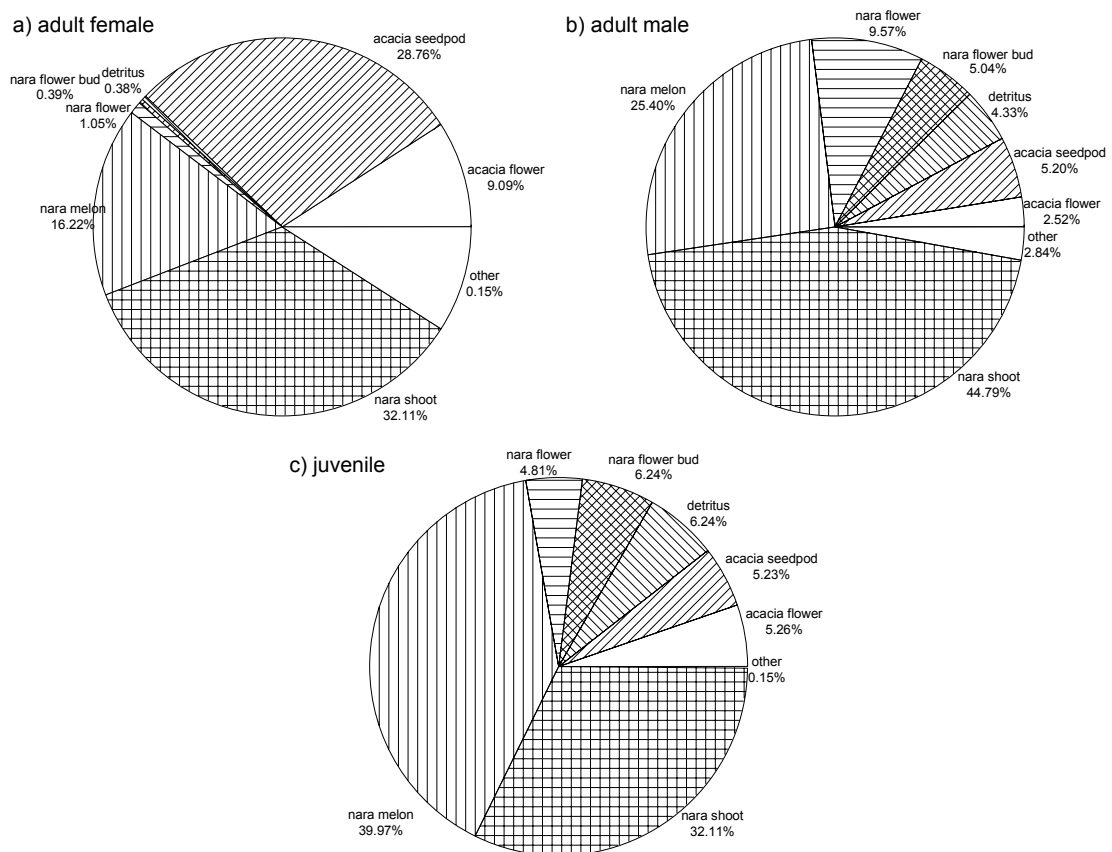 a) adult female
acacia seedpod
28.76%
detritus
0.38%
nara flower bud
0.39%
nara flower
1.05%
acacia flower
9.09%
nara melon
16.22%
other
0.15%
nara shoot
32.11%
b) adult male
nara flower
9.57%
nara flower bud
5.04%
nara melon
25.40%
detritus
4.33%
acacia seedpod
5.20%
acacia flower
2.52%
other
2.84%
nara shoot
44.79%
c) juvenile
nara flower
4.81%
nara flower bud
6.24%
detritus
6.24%
acacia seedpod
5.23%
acacia flower
5.26%
other
0.15%
nara melon
39.97%
nara shoot
32.11%